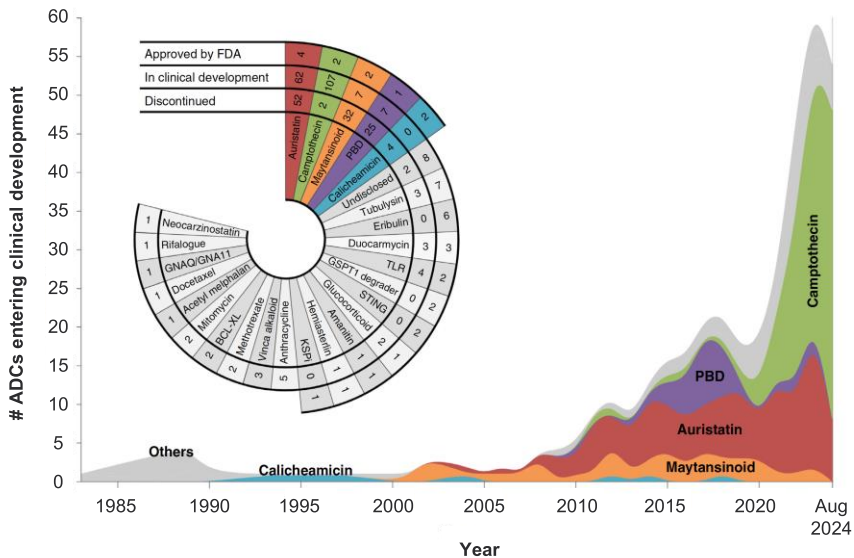 # ADCs entering clinical development
60
55
50
45
40
35
30
25
20
15
10
5
0
Approved by FDA
In clinical development
Discontinued
4
62
52
Auristatin
2
107
2
Camptothecin
2
7
32
Maytansinoid
1
7
25
PBD
2
0
4
Calicheamicin
Undisclosed 2 8
Tubulysin 3 7
Eribulin 0 6
Duocarmycin 3 3
TLR 4 2
GSPT1 degrader 0 2
STING 0 2
Glucocorticoid 2 1
Amanitin 1 1
Hemiasterlin 1 1
KSPi 0 1
Anthracycline 5
Vinca alkaloid 3
Methotrexate 2
BCL-XL 2
Mitomycin 2
Acetyl melphalan 1
Docetaxel 1
GNAQ/GNA11 1
Rifalogue 1
Neocarzinostatin 1
Camptothecin
PBD
Auristatin
Maytansinoid
Others
Calicheamicin
1985
1990
1995
2000
2005
2010
2015
2020
Aug
2024
Year